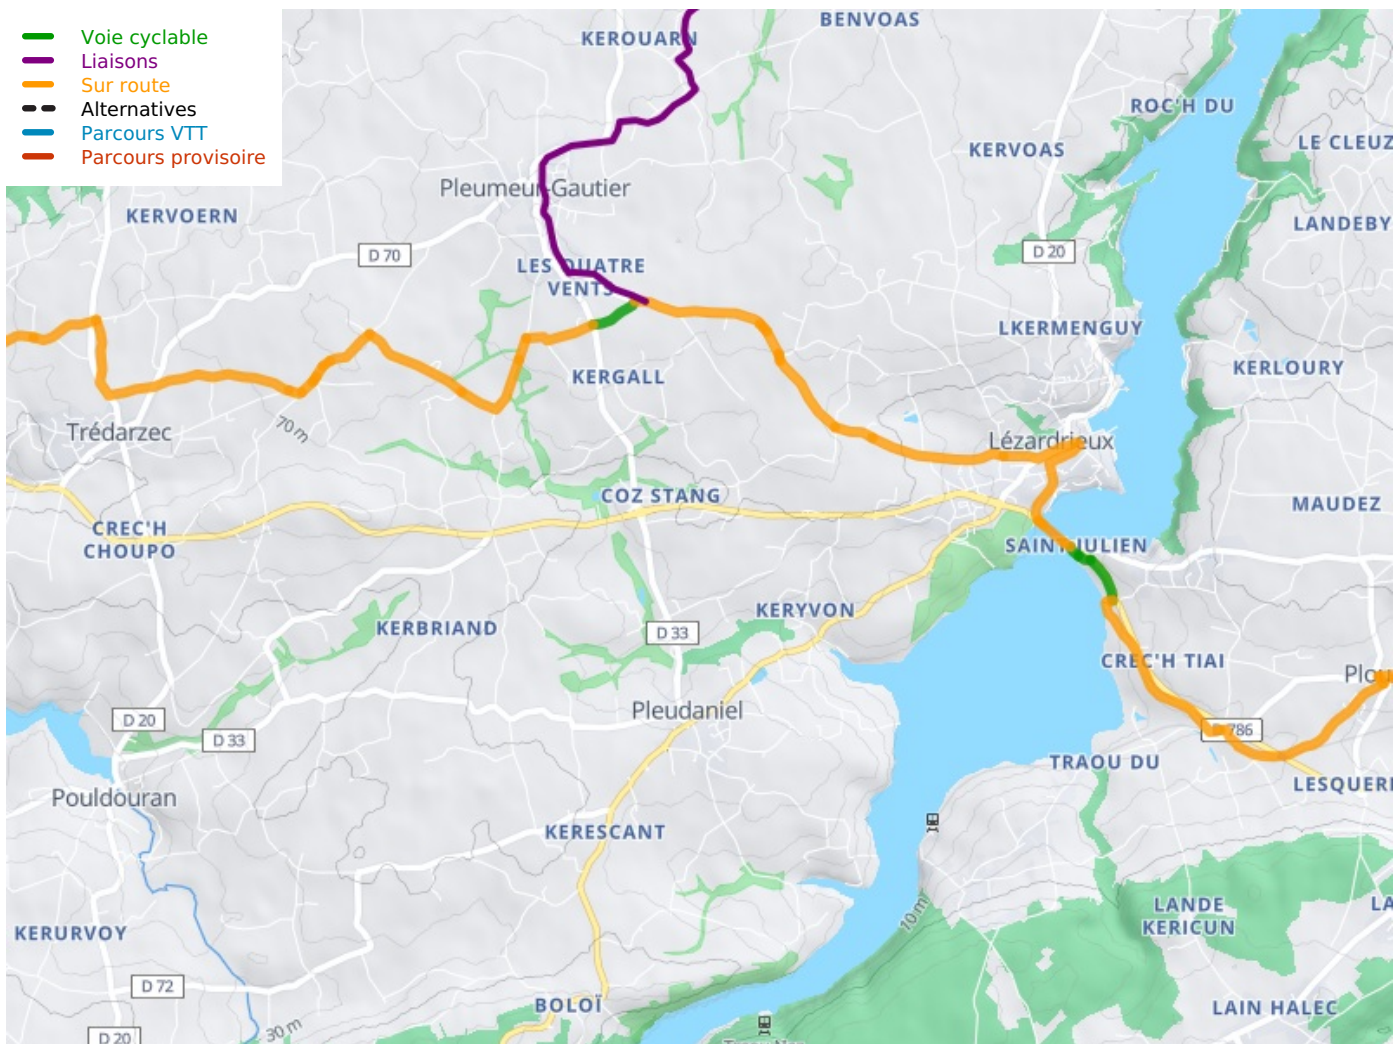 Voie cyclable
Liaisons
Sur route
Alternatives
Parcours VTT
Parcours provisoire
BENVOAS
KEROUARN
ROC'H DU
LE CLEUZ
KERVOAS
Pleumeur-Gautier
KERVOERN
LANDEBY
D 70
D 20
LES QUATRE
VENTS
LKERMENGUY
KERLOURY
KERGALL
70 m
Trédarzec
Lézardrieux
COZ STANG
MAUDEZ
CREC'H
CHOUPO
SAINT JULIEN
KERYVON
KERBRIAND
D 33
CREC'H TIAI
Plou
Pleudaniel
D 20
D 33
D 786
TRAOU DU
LESQUER
Pouldouran
KERESCANT
10 m
LANDE
KERICUN
LA
KERURVOY
D 72
BOLOÏ
LAIN HALEC
30 m
D 20